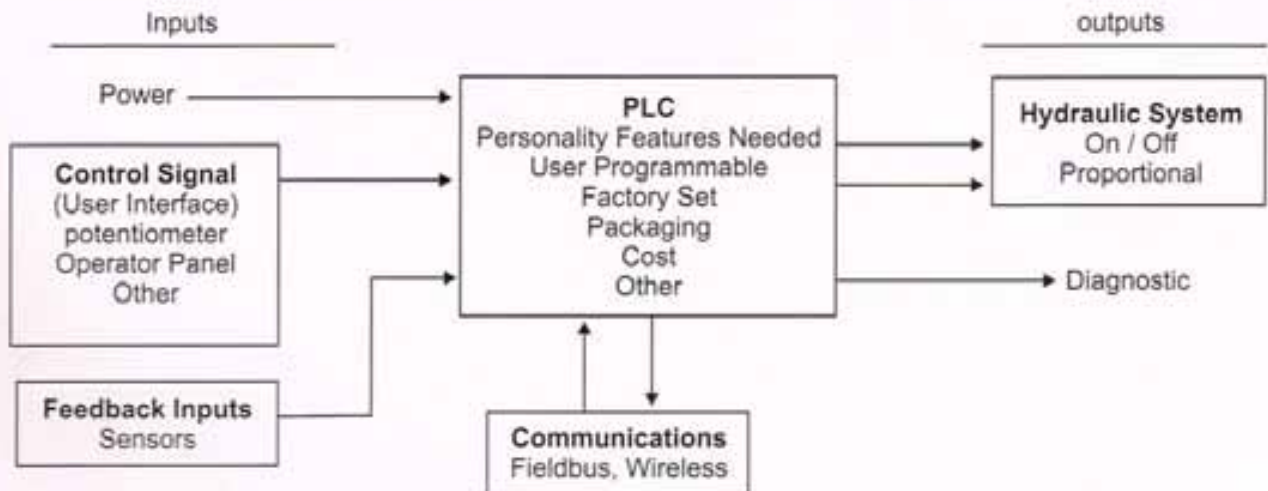 Inputs
outputs
Power
PLC
Personality Features Needed
User Programmable
Factory Set
Packaging
Cost
Other
Hydraulic System
On / Off
Proportional
Control Signal
(User Interface)
potentiometer
Operator Panel
Other
Diagnostic
Feedback Inputs
Sensors
Communications
Fieldbus, Wireless